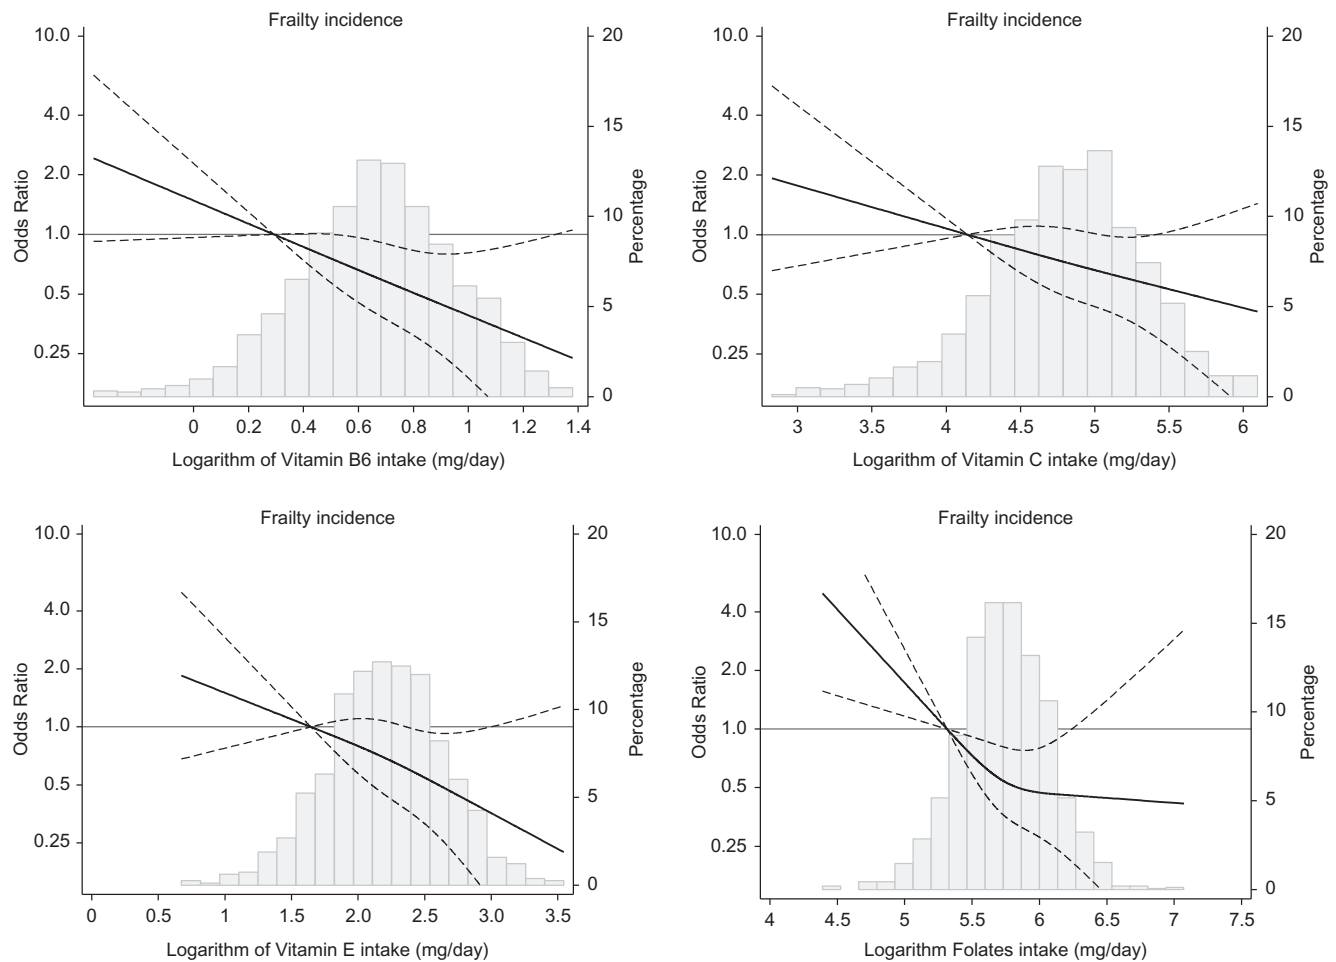 Frailty incidence
10.0
4.0
2.0
1.0
0.5
0.25
Odds Ratio
20
15
10
5
0
Percentage
0 0.2 0.4 0.6 0.8 1 1.2 1.4
Logarithm of Vitamin B6 intake (mg/day)
Frailty incidence
10.0
4.0
2.0
1.0
0.5
0.25
Odds Ratio
20
15
10
5
0
Percentage
3 3.5 4 4.5 5 5.5 6
Logarithm of Vitamin C intake (mg/day)
Frailty incidence
10.0
4.0
2.0
1.0
0.5
0.25
Odds Ratio
20
15
10
5
0
Percentage
0 0.5 1 1.5 2.0 2.5 3.0 3.5
Logarithm of Vitamin E intake (mg/day)
Frailty incidence
10.0
4.0
2.0
1.0
0.5
0.25
Odds Ratio
20
15
10
5
0
Percentage
4 4.5 5 5.5 6 6.5 7 7.5
Logarithm Folates intake (mg/day)